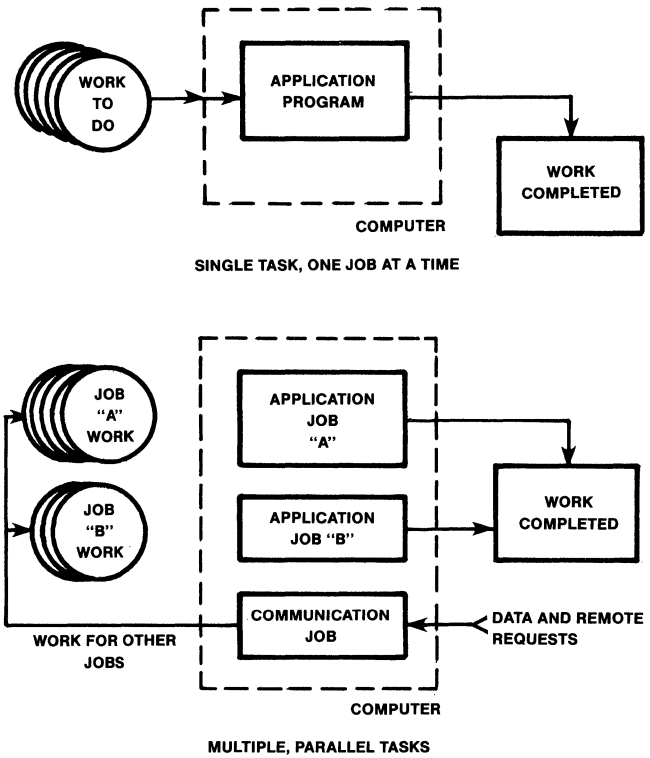 WORK
TO
DO
APPLICATION
PROGRAM
WORK
COMPLETED
COMPUTER
SINGLE TASK, ONE JOB AT A TIME
JOB
“A”
WORK
APPLICATION
JOB
“A”
JOB
“B”
WORK
APPLICATION
JOB “B”
WORK
COMPLETED
COMMUNICATION
JOB
DATA AND REMOTE
REQUESTS
WORK FOR OTHER
JOBS
COMPUTER
MULTIPLE, PARALLEL TASKS